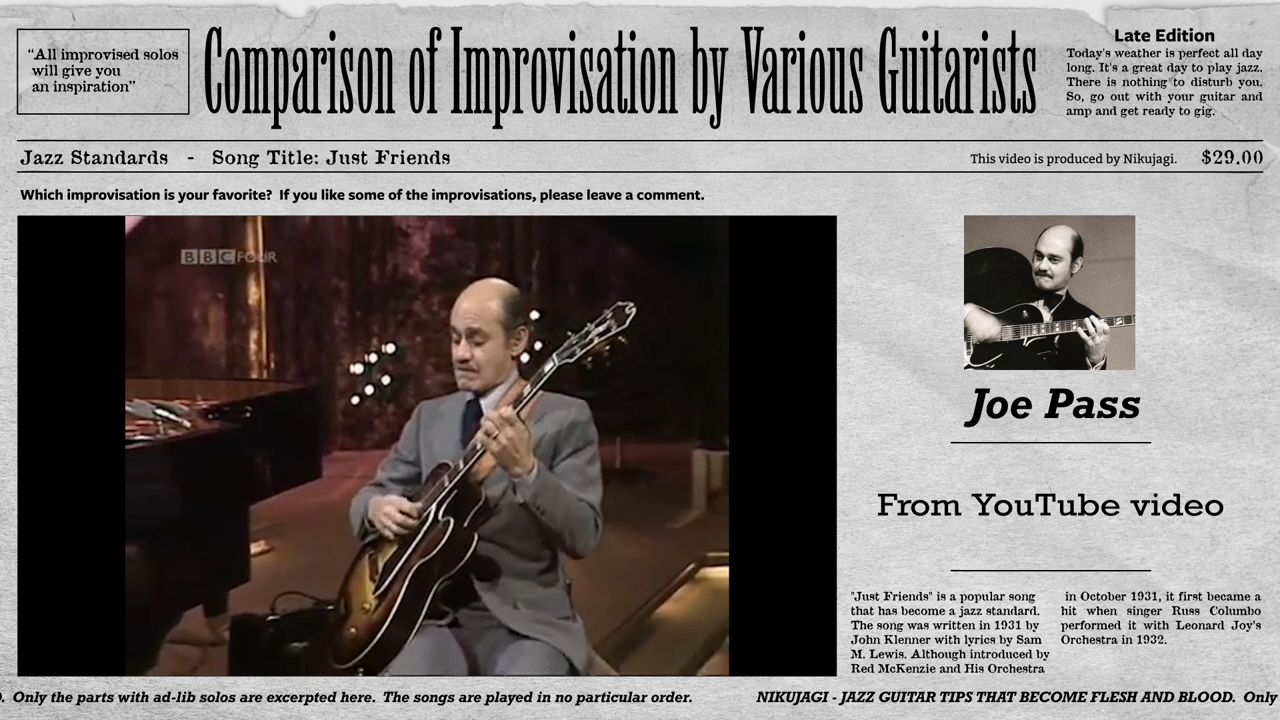 “All improvised solos
will give you
an inspiration”
Comparison of Improvisation by Various Guitarists
Late Edition
Today's weather is perfect all day
long. It's a great day to play jazz.
There is nothing to disturb you.
So, go out with your guitar and
amp and get ready to gig.
Jazz Standards - Song Title: Just Friends
This video is produced by Nikujagi. $29.00
Which improvisation is your favorite? If you like some of the improvisations, please leave a comment.
BBC FOUR
Joe Pass
From YouTube video
"Just Friends" is a popular song
that has become a jazz standard.
The song was written in 1931 by
John Klenner with lyrics by Sam
M. Lewis. Although introduced by
Red McKenzie and His Orchestra
in October 1931, it first became a
hit when singer Russ Columbo
performed it with Leonard Joy's
Orchestra in 1932.
). Only the parts with ad-lib solos are excerpted here. The songs are played in no particular order. NIKUJAGI - JAZZ GUITAR TIPS THAT BECOME FLESH AND BLOOD. Only